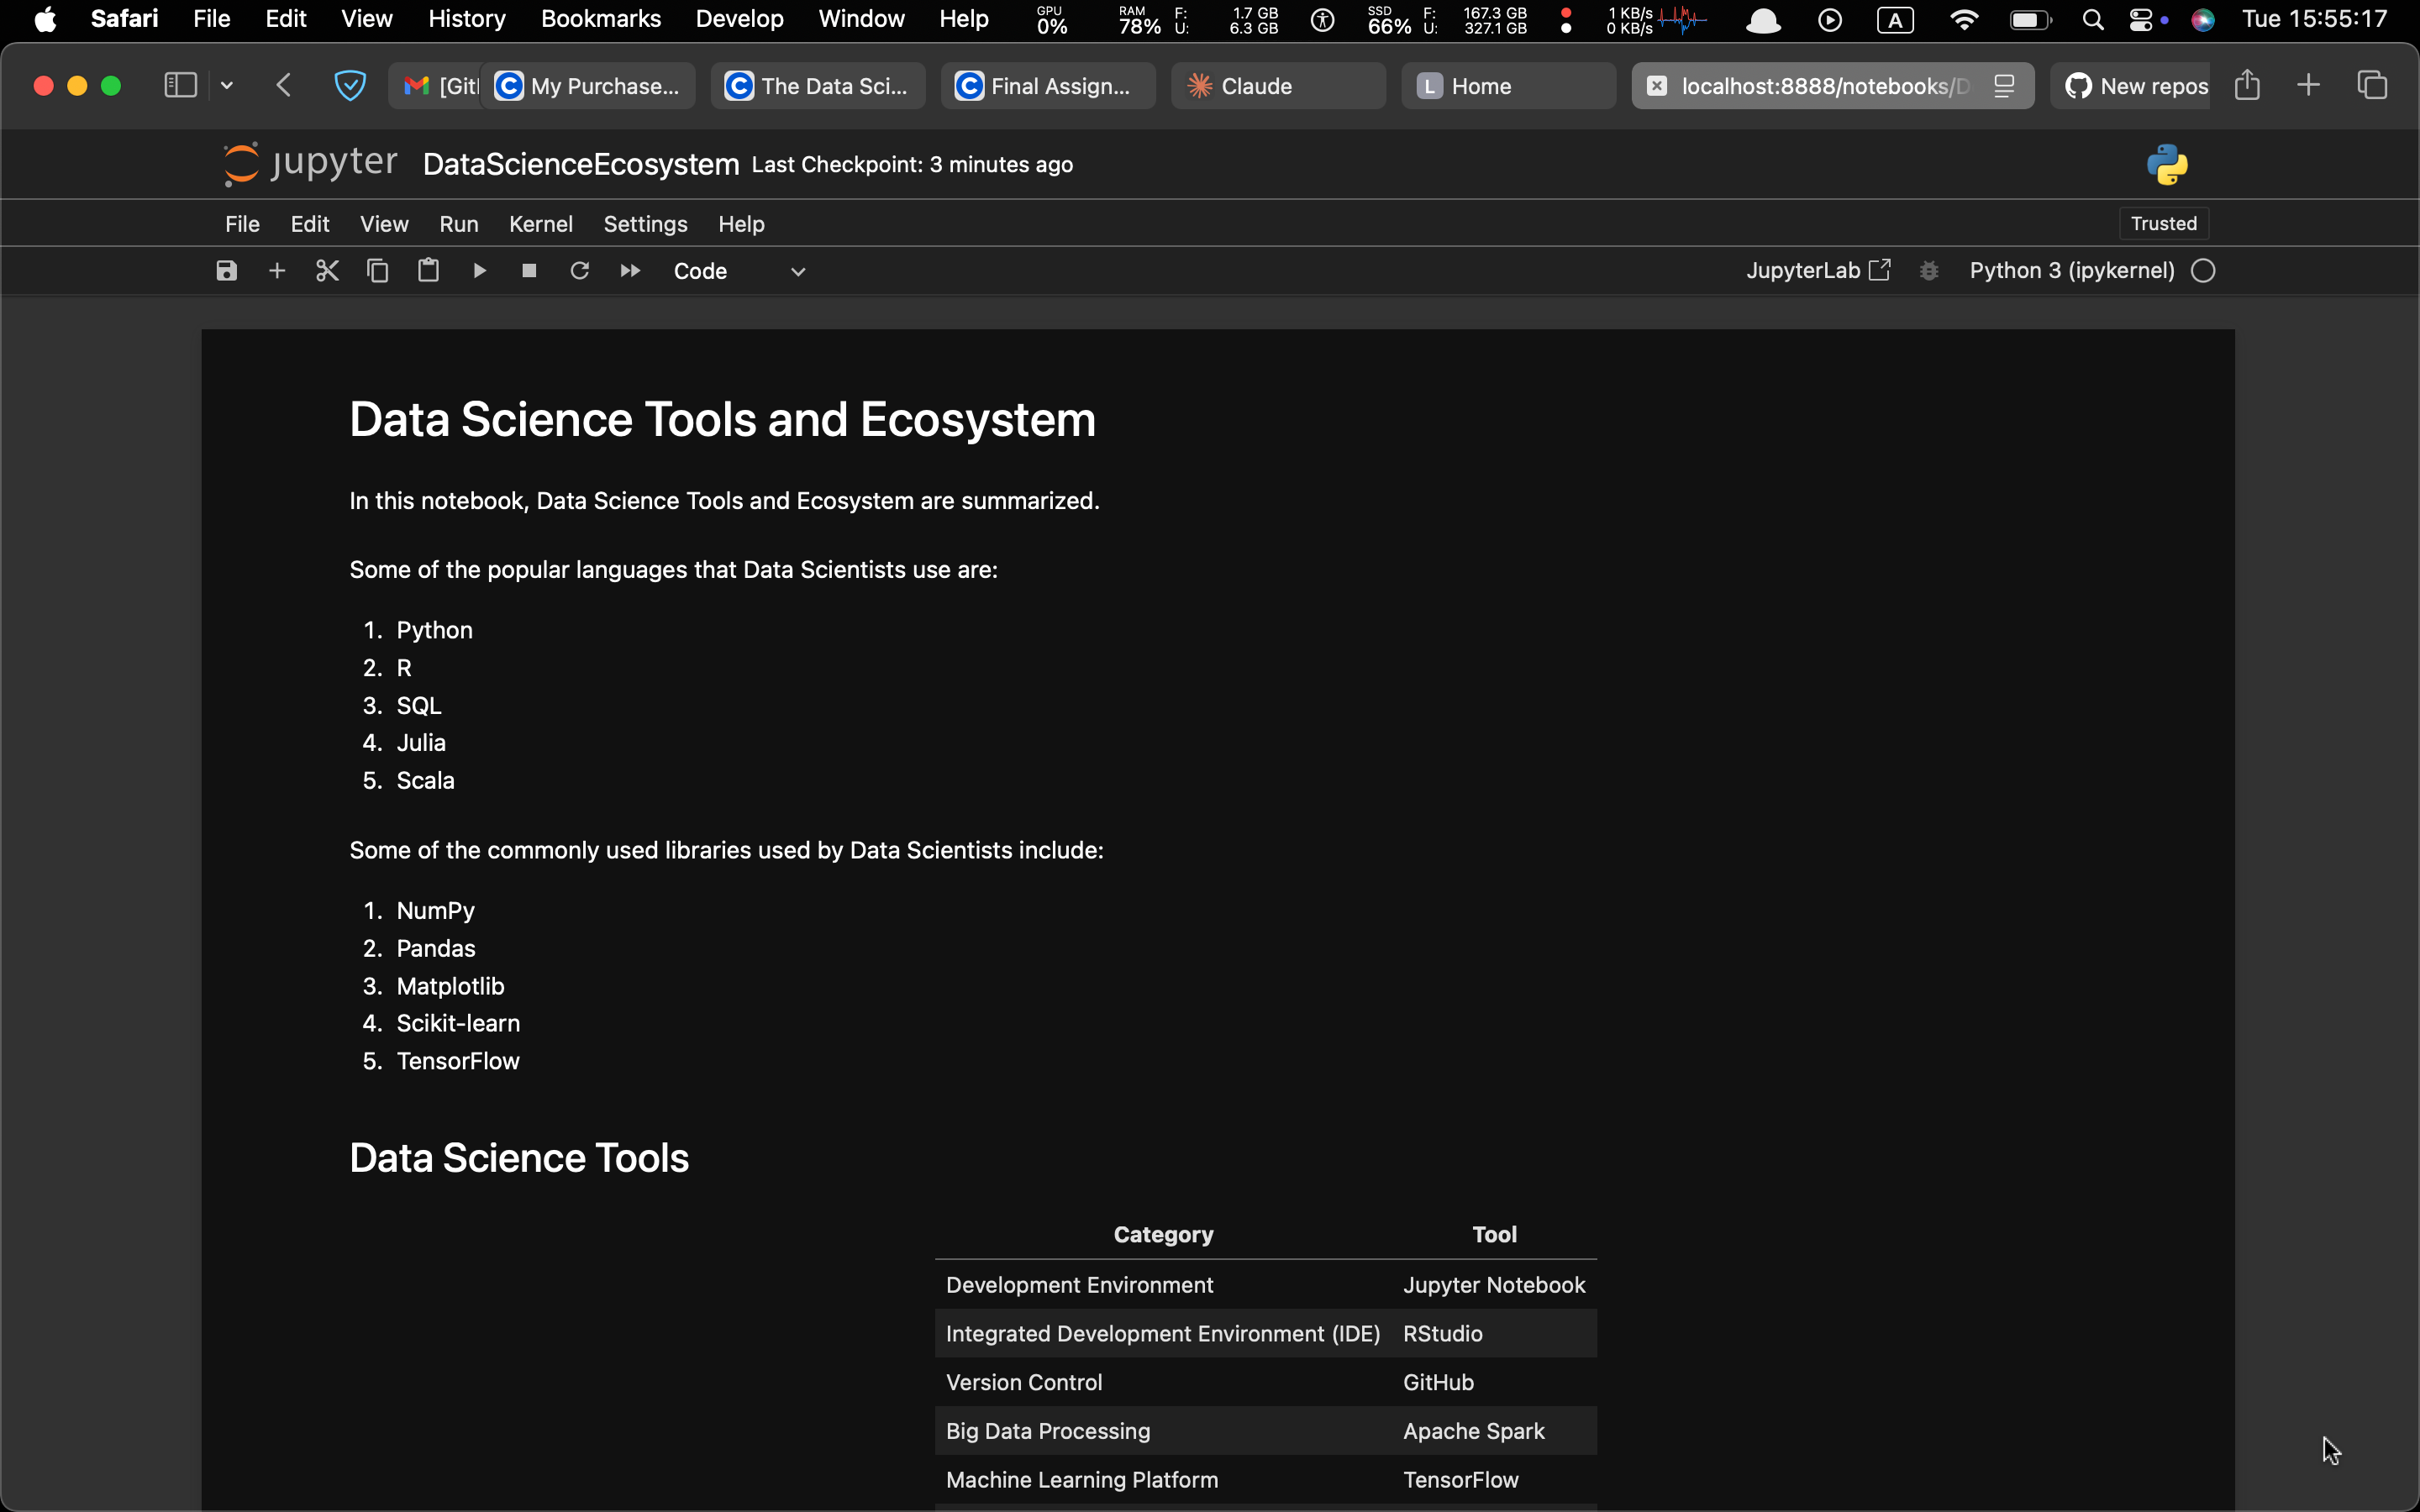 Safari File Edit View History Bookmarks Develop Window Help GPU 0% RAM 78% F: 1.7 GB U: 6.3 GB SSD 66% F: 167.3 GB U: 327.1 GB 1 KB/s 0 KB/s A Tue 15:55:17
[Git My Purchase... The Data Sci... Final Assign... Claude L Home localhost:8888/notebooks/D New repos
jupyter DataScienceEcosystem Last Checkpoint: 3 minutes ago
File Edit View Run Kernel Settings Help Trusted
Code JupyterLab Python 3 (ipykernel)
Data Science Tools and Ecosystem
In this notebook, Data Science Tools and Ecosystem are summarized.
Some of the popular languages that Data Scientists use are:
1. Python
2. R
3. SQL
4. Julia
5. Scala
Some of the commonly used libraries used by Data Scientists include:
1. NumPy
2. Pandas
3. Matplotlib
4. Scikit-learn
5. TensorFlow
Data Science Tools
Category Tool
Development Environment Jupyter Notebook
Integrated Development Environment (IDE) RStudio
Version Control GitHub
Big Data Processing Apache Spark
Machine Learning Platform TensorFlow